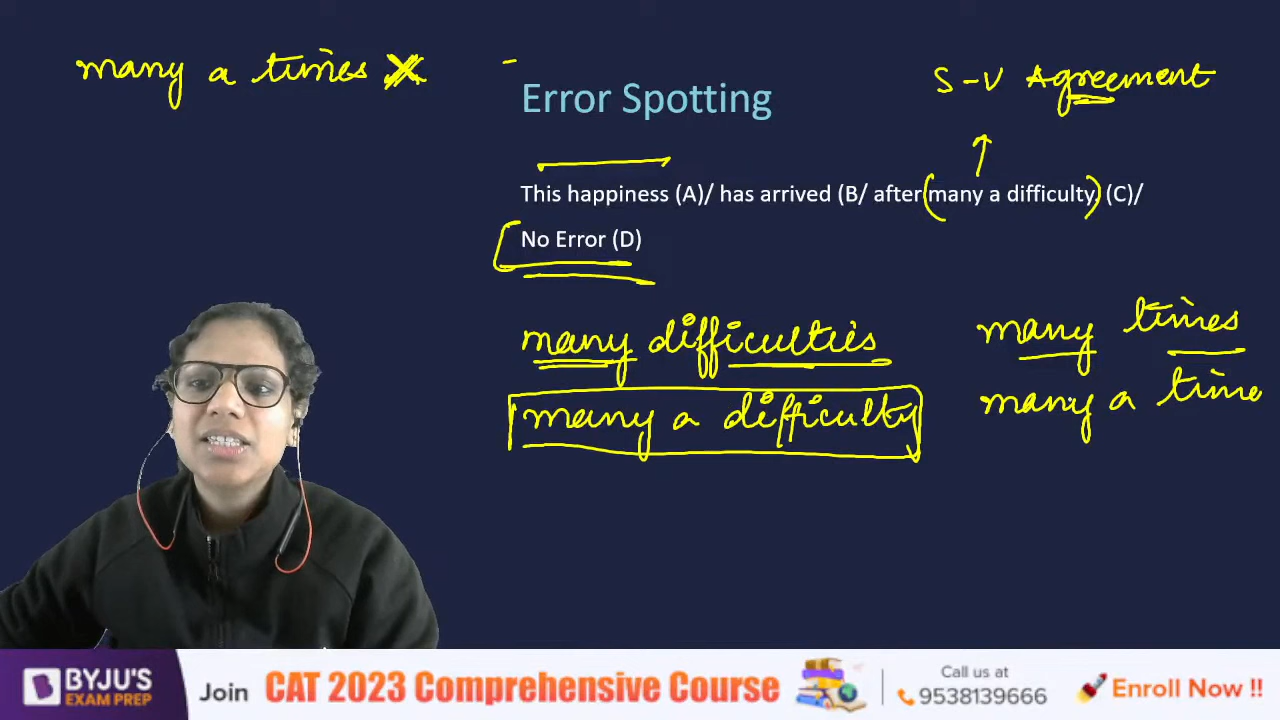 many a times X
S-V Agreement
Error Spotting
This happiness (A)/ has arrived (B/ after many a difficulty. (C)/
No Error (D)
many difficulties
many times
many a difficulty
many a time
BYJU'S
EXAM PREP
Join CAT 2023 Comprehensive Course
Call us at
9538139666
Enroll Now !!